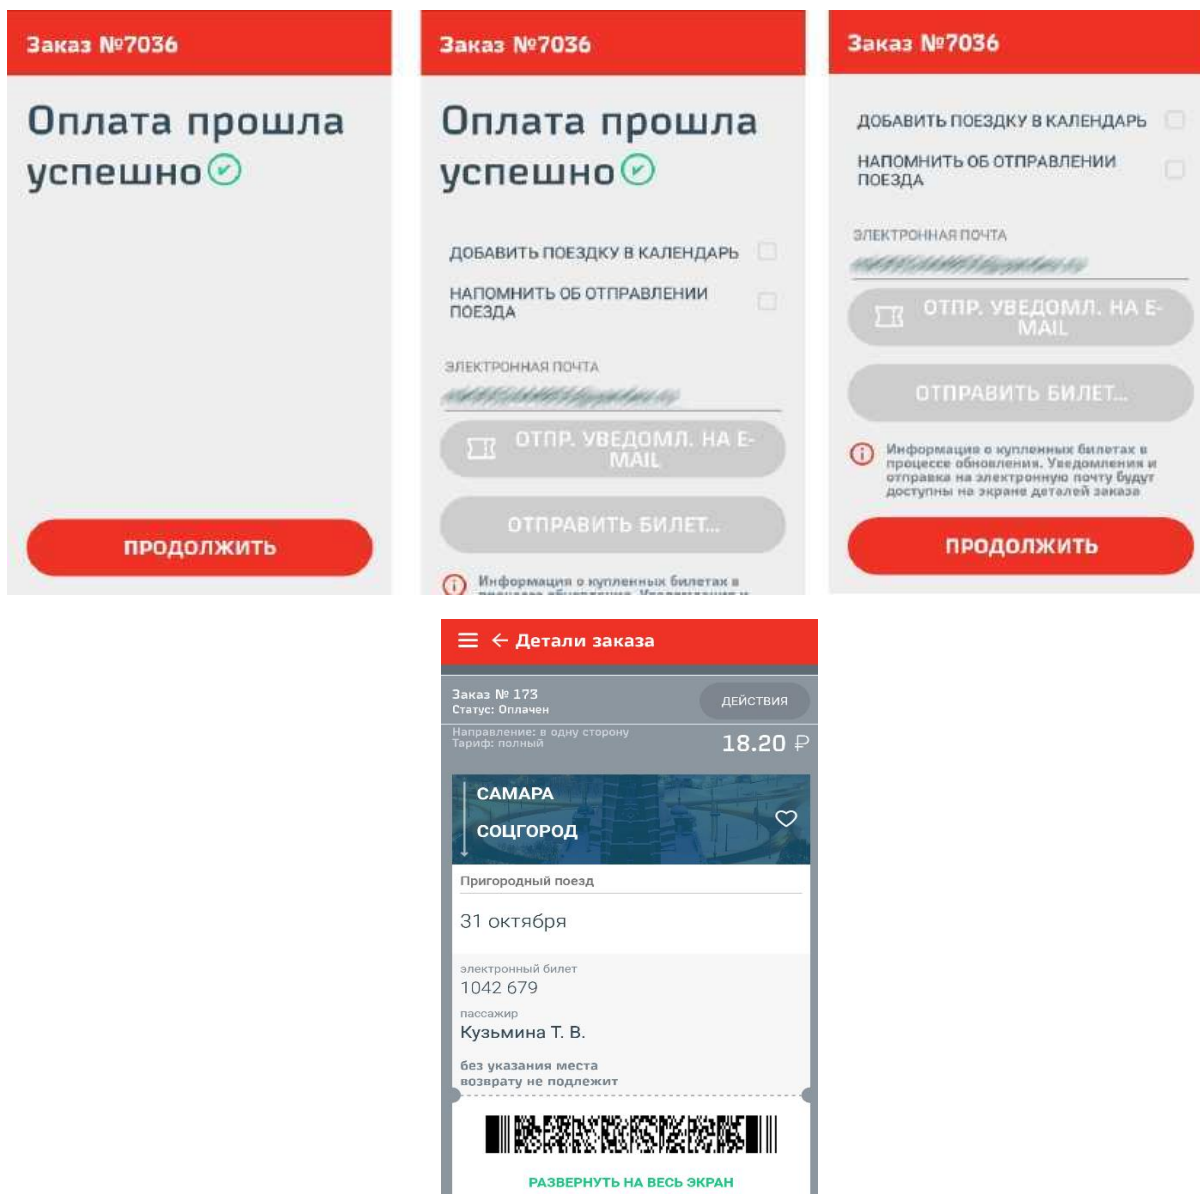 Заказ №7036
Оплата прошла
успешно
ПРОДОЛЖИТЬ
Заказ №7036
Оплата прошла
успешно
ДОБАВИТЬ ПОЕЗДКУ В КАЛЕНДАРЬ
НАПОМНИТЬ ОБ ОТПРАВЛЕНИИ
ПОЕЗДА
ЭЛЕКТРОННАЯ ПОЧТА
ОТПР. УВЕДОМЛ. НА E-
MAIL
ОТПРАВИТЬ БИЛЕТ...
Информация о купленных билетах в
процессе обновления. Уведомления и
Заказ №7036
ДОБАВИТЬ ПОЕЗДКУ В КАЛЕНДАРЬ
НАПОМНИТЬ ОБ ОТПРАВЛЕНИИ
ПОЕЗДА
ЭЛЕКТРОННАЯ ПОЧТА
ОТПР. УВЕДОМЛ. НА E-
MAIL
ОТПРАВИТЬ БИЛЕТ...
Информация о купленных билетах в
процессе обновления. Уведомления и
отправка на электронную почту будут
доступны на экране деталей заказа
ПРОДОЛЖИТЬ
Детали заказа
Заказ № 173
Статус: Оплачен
ДЕЙСТВИЯ
Направление: в одну сторону
Тариф: полный
18.20 ₽
САМАРА
СОЦГОРОД
Пригородный поезд
31 октября
электронный билет
1042 679
пассажир
Кузьмина Т. В.
без указания места
возврату не подлежит
РАЗВЕРНУТЬ НА ВЕСЬ ЭКРАН